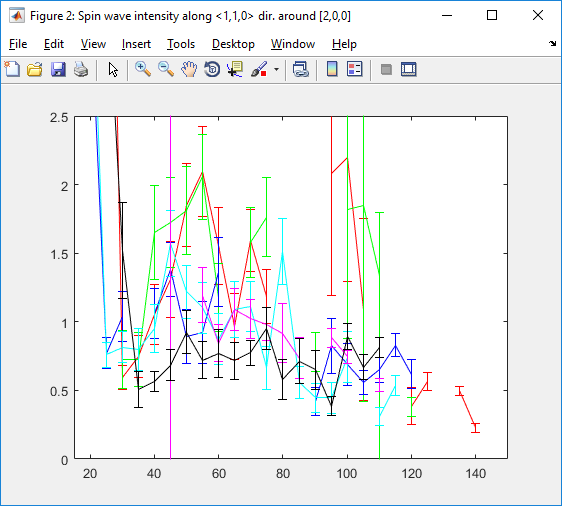 Figure 2: Spin wave intensity along <1,1,0> dir. around [2,0,0]
File Edit View Insert Tools Desktop Window Help
2.5
2
1.5
1
0.5
0
20 40 60 80 100 120 140